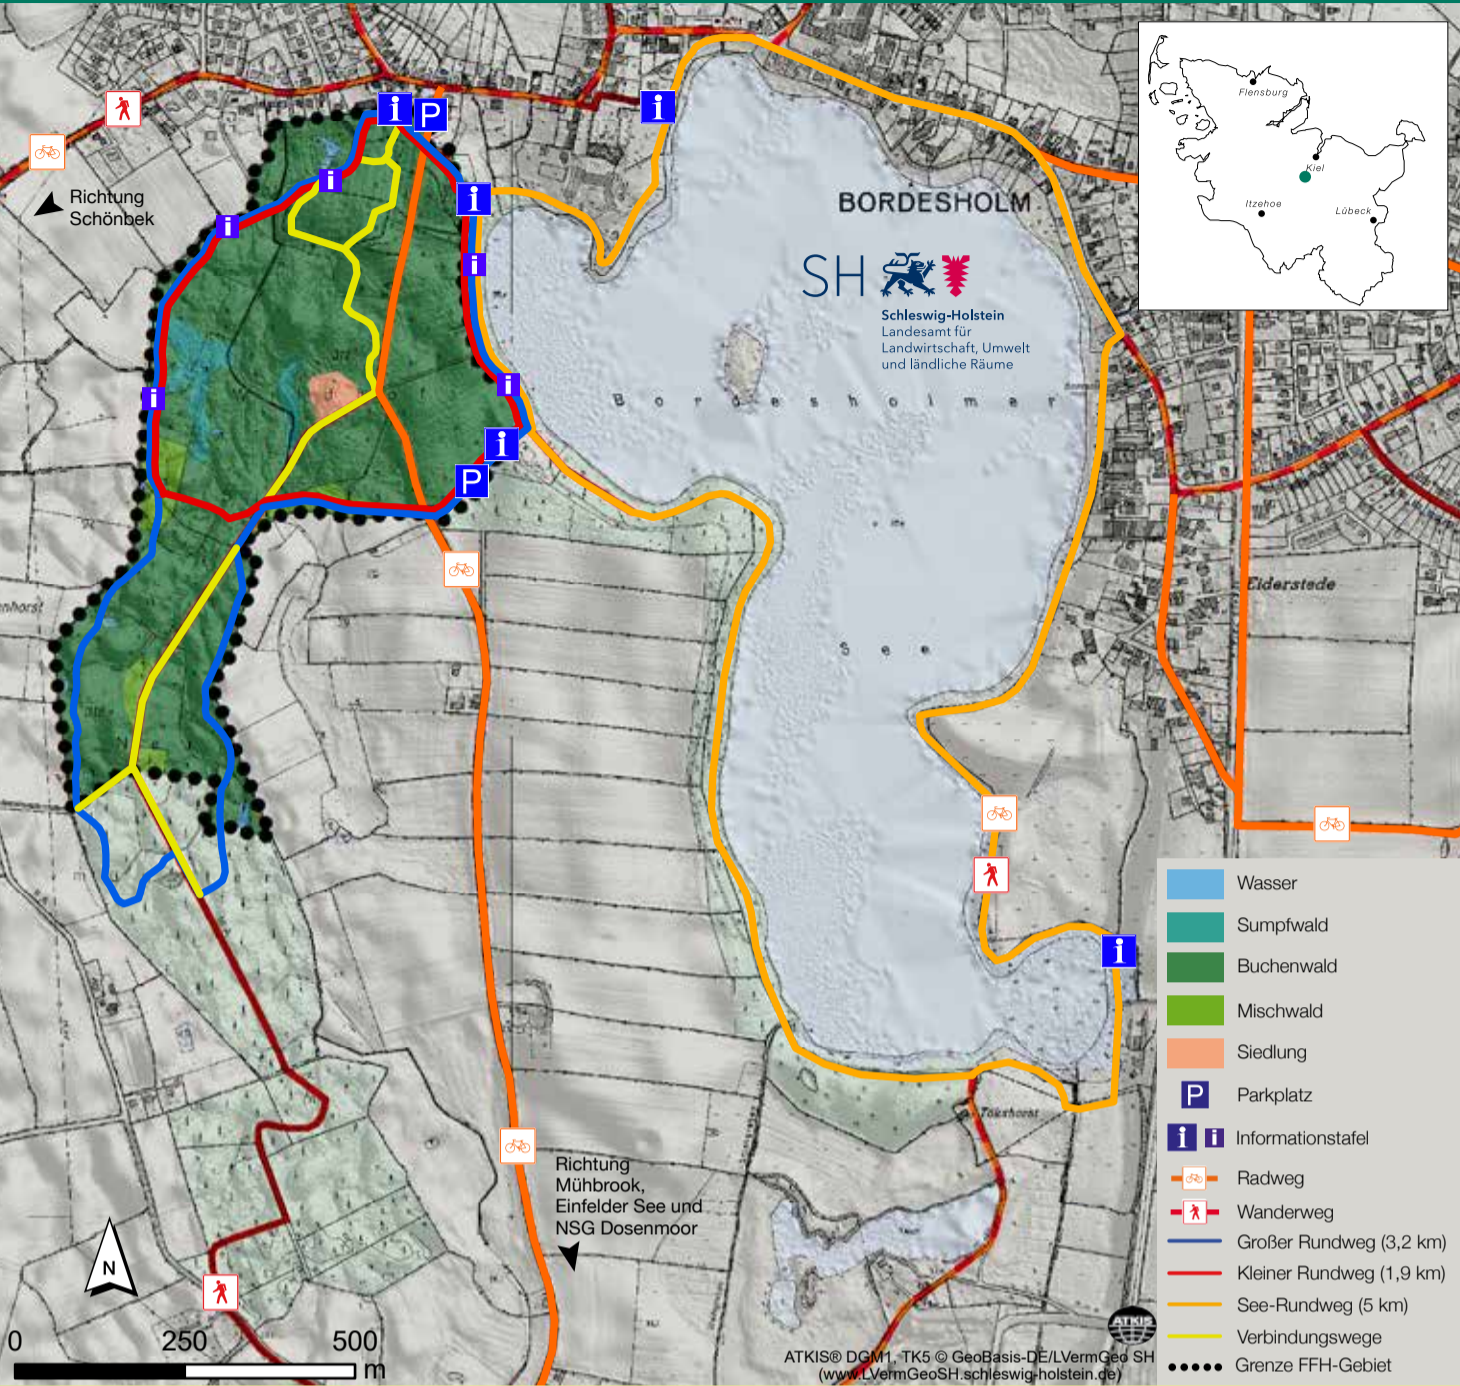 Flensburg
Kiel
Itzehoe
Lübeck
P
Richtung
Schönbek
BORDESHOLM
SH
Schleswig-Holstein
Landesamt für
Landwirtschaft, Umwelt
und ländliche Räume
Bordesholmer
See
P
Eiderstede
Wasser
Sumpfwald
Buchenwald
Mischwald
Siedlung
P Parkplatz
i i Informationstafel
Radweg
Wanderweg
Großer Rundweg (3,2 km)
Kleiner Rundweg (1,9 km)
See-Rundweg (5 km)
Verbindungswege
Grenze FFH-Gebiet
Richtung
Mühbrook,
Einfelder See und
NSG Dosenmoor
N
0 250 500
m
ATKIS
ATKIS® DGM1, TK5 © GeoBasis-DE/LVermGeo SH
(www.LVermGeoSH.schleswig-holstein.de)